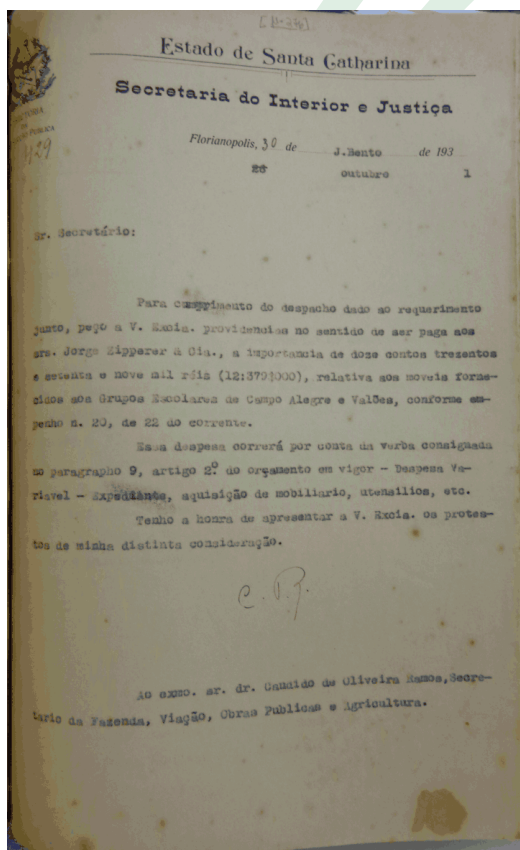 [11-34]
Estado de Santa Catharina
Secretaria do Interior e Justiça
Florianopolis, 30 de J.Bento de 193
28 outubro 1
1129
Sr. Secretário:
Para cumprimento do despacho dado ao requerimento
junto, peço a V. Excia. providencias no sentido de ser paga aos
srs. Jorge Zipperer & Cia., a importancia de doze contos trezentos
e setenta e nove mil réis (12:379$000), relativa aos moveis forne-
cidos aos Grupos Escolares de Campo Alegre e Valões, conforme em-
penho n. 20, de 22 do corrente.
Essa despesa correrá por conta da verba consignada
no paragrapho 9, artigo 2º do orçamento em vigor - Despesa Va-
riavel - Expediente, aquisição de mobiliario, utensilios, etc.
Tenho a honra de apresentar a V. Excia. os protes-
tos de minha distinta consideração.
Ao exmo. sr. dr. Candido de Oliveira Ramos,Secre-
tario da Fazenda, Viação, Obras Publicas e Agricultura.